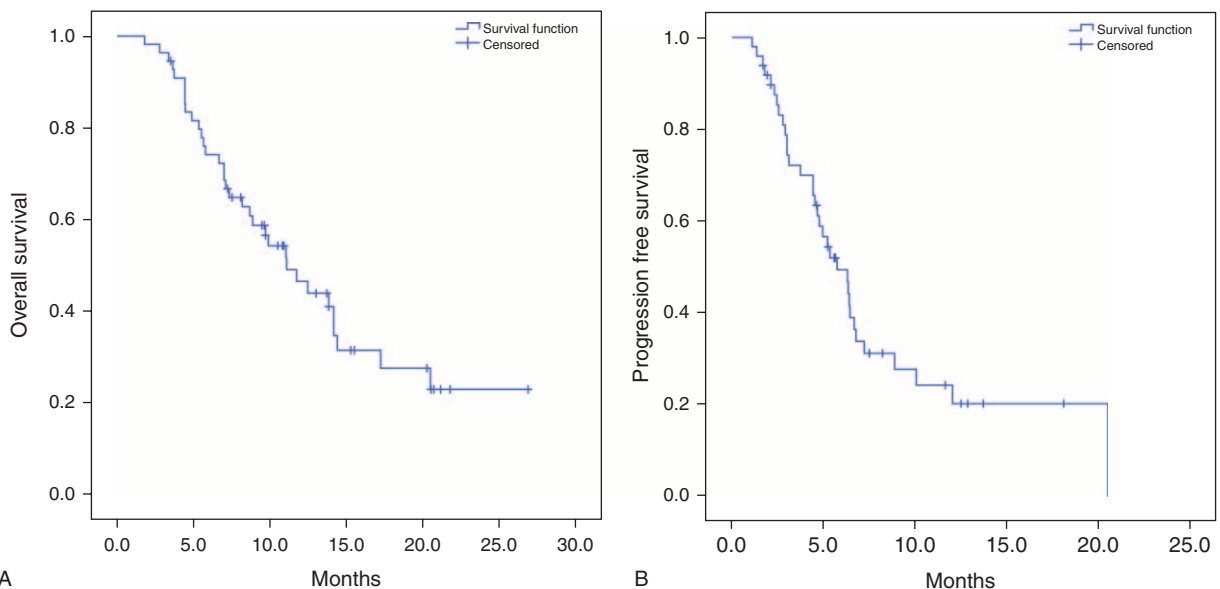 Survival function
Censored
1.0
0.8
0.6
0.4
0.2
0.0
Overall survival
0.0 5.0 10.0 15.0 20.0 25.0 30.0
Months
A
Survival function
Censored
1.0
0.8
0.6
0.4
0.2
0.0
Progression free survival
0.0 5.0 10.0 15.0 20.0 25.0
Months
B